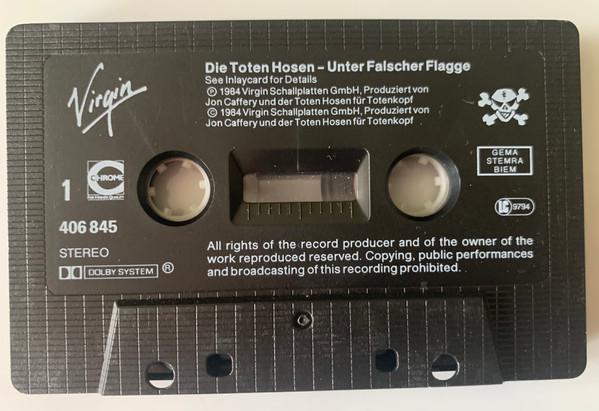 Virgin
Die Toten Hosen – Unter Falscher Flagge
See Inlaycard for Details
Ⓟ 1984 Virgin Schallplatten GmbH, Produziert von
Jon Caffery und der Toten Hosen für Totenkopf
© 1984 Virgin Schallplatten GmbH, Produziert von
Jon Caffery und der Toten Hosen für Totenkopf
GEMA
STEMRA
BIEM
1
CHROME
FOR HIGHER QUALITY
406 845
LC 9794
STEREO
DOLBY SYSTEM ®
All rights of the record producer and of the owner of the
work reproduced reserved. Copying, public performances
and broadcasting of this recording prohibited.